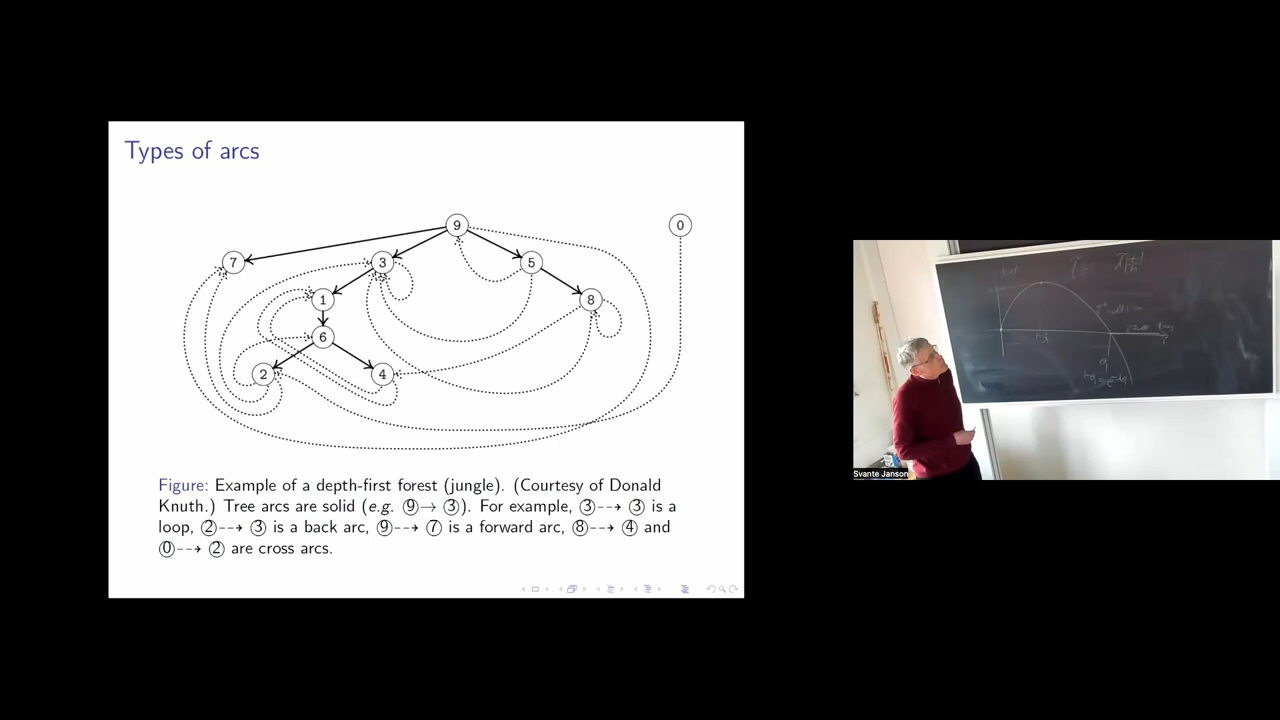 Types of arcs
9
0
7
3
5
1
8
6
2
4
Figure: Example of a depth-first forest (jungle). (Courtesy of Donald
Knuth.) Tree arcs are solid (e.g. ⑨→ ③). For example, ③⇢ ③ is a
loop, ②⇢ ③ is a back arc, ⑨⇢ ⑦ is a forward arc, ⑧⇢ ④ and
⓪⇢ ② are cross arcs.
Svante Janson